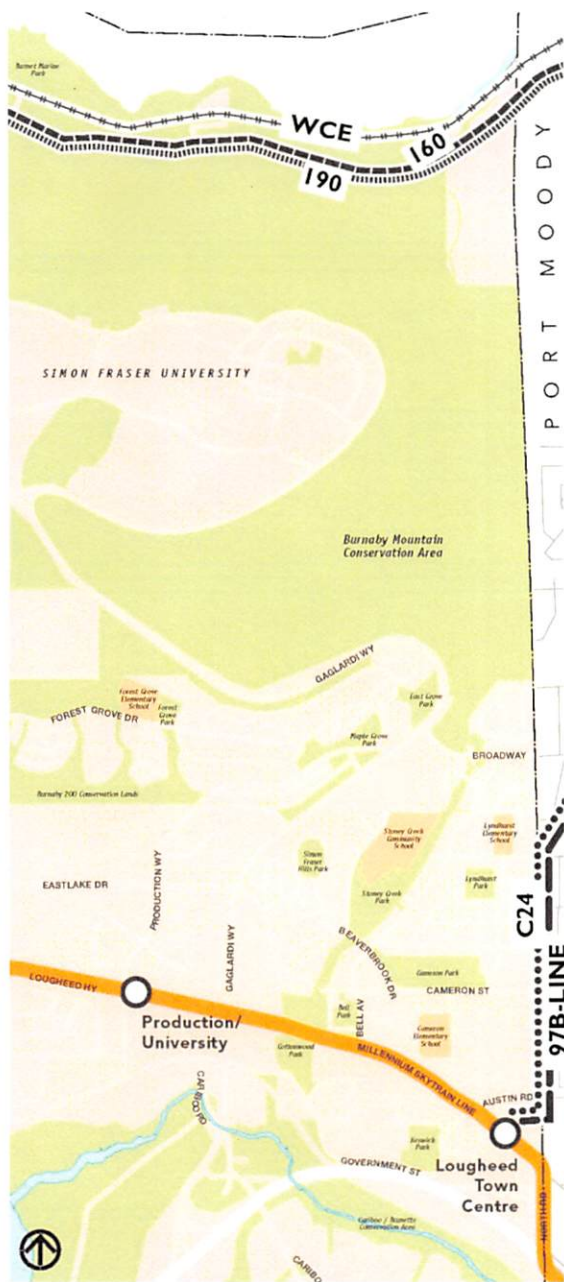 Barnet Marine
Park
WCE
160
190
PORT MOODY
SIMON FRASER UNIVERSITY
Burnaby Mountain
Conservation Area
GAGLARDI WY
East Grove
Park
Forest Grove
Elementary
School
Forest
Grove
Park
FOREST GROVE DR
Maple Grove
Park
BROADWAY
Burnaby 200 Conservation Lands
Stoney Creek
Community
School
Lyndhurst
Elementary
School
Simon
Fraser
Hills Park
Lyndhurst
Park
EASTLAKE DR
PRODUCTION WY
Stoney Creek
Park
C24
97B-LINE
GAGLARDI WY
BEAVERBROOK DR
Cameron Park
CAMERON ST
LOUGHEED HY
Production/
University
Bell
Park
BELL AV
Cameron
Elementary
School
Cottonwood
Park
MILLENNIUM SKYTRAIN LINE
AUSTIN RD
CARIBOO RD
Keswick
Park
GOVERNMENT ST
Lougheed
Town
Centre
NORTH RD
Cariboo / Brunette
Conservation Area
CARIBO